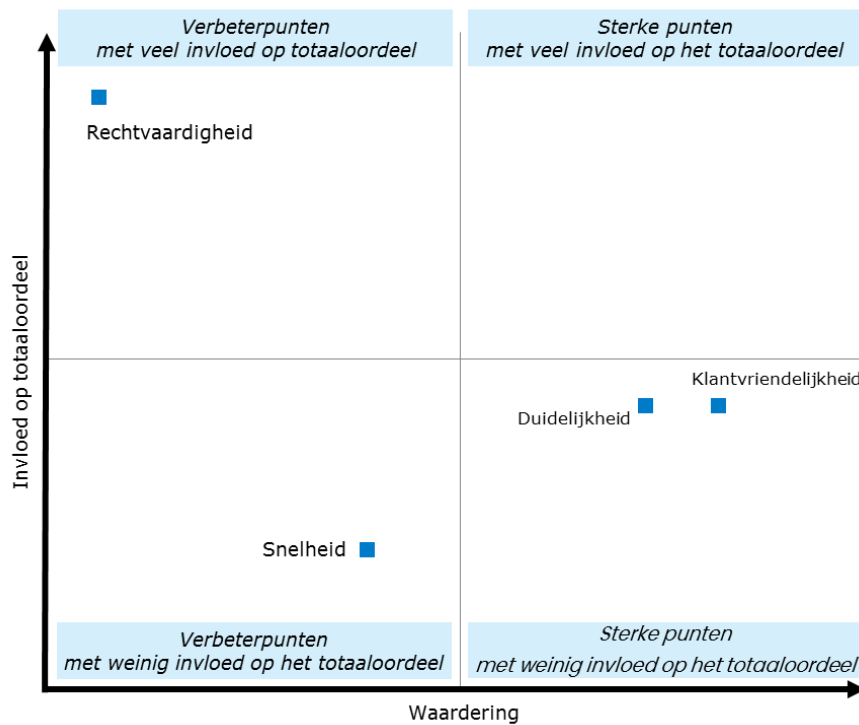 Verbeterpunten
met veel invloed op totaaloordeel
Sterke punten
met veel invloed op het totaaloordeel
Rechtvaardigheid
Invloed op totaaloordeel
Klantvriendelijkheid
Duidelijkheid
Snelheid
Verbeterpunten
met weinig invloed op het totaaloordeel
Sterke punten
met weinig invloed op het totaaloordeel
Waardering